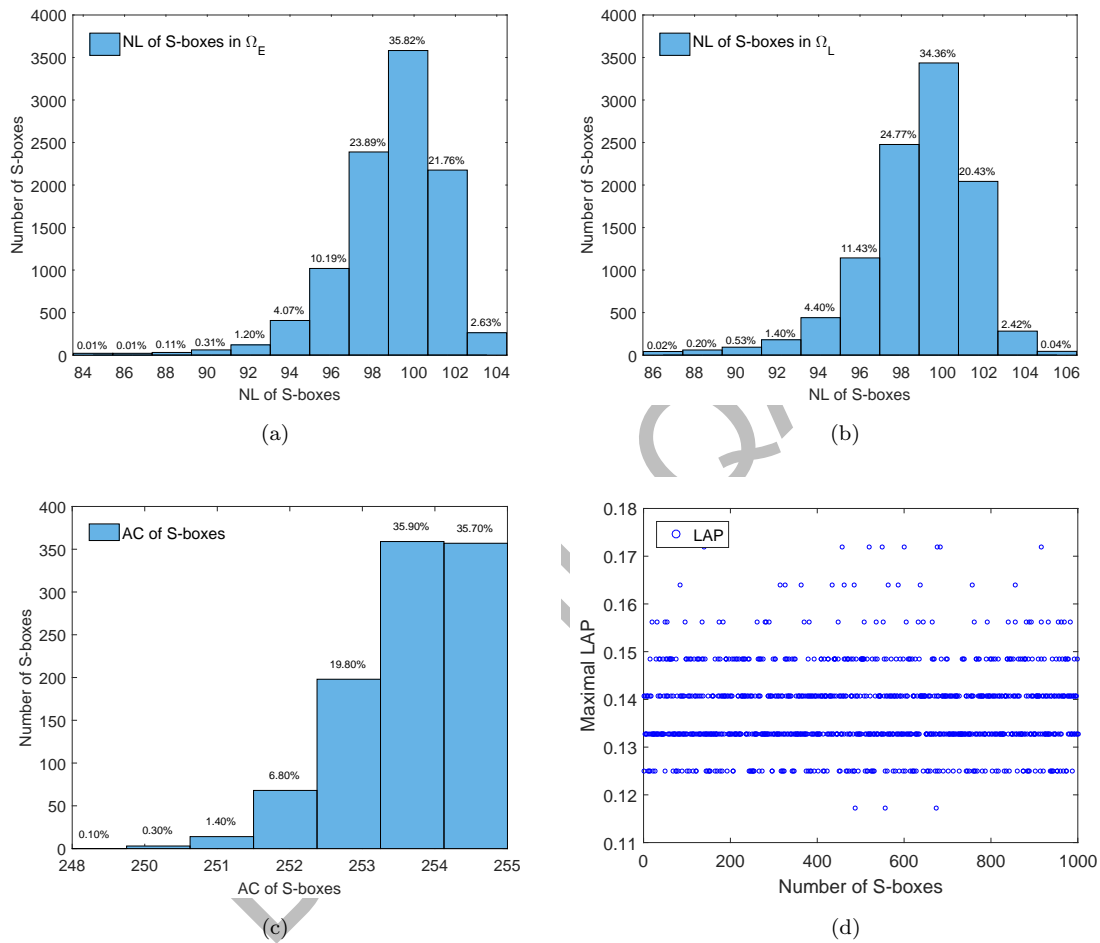 NL of S-boxes in Ω_E
Number of S-boxes
4000
3500
3000
2500
2000
1500
1000
500
0
0.01% 0.01% 0.11% 0.31% 1.20% 4.07% 10.19% 23.89% 35.82% 21.76% 2.63%
84 86 88 90 92 94 96 98 100 102 104
NL of S-boxes
(a)
NL of S-boxes in Ω_L
Number of S-boxes
4000
3500
3000
2500
2000
1500
1000
500
0
0.02% 0.20% 0.53% 1.40% 4.40% 11.43% 24.77% 34.36% 20.43% 2.42% 0.04%
86 88 90 92 94 96 98 100 102 104 106
NL of S-boxes
(b)
AC of S-boxes
Number of S-boxes
400
350
300
250
200
150
100
50
0
0.10% 0.30% 1.40% 6.80% 19.80% 35.90% 35.70%
248 250 251 252 253 254 255
AC of S-boxes
(c)
LAP
Maximal LAP
0.18
0.17
0.16
0.15
0.14
0.13
0.12
0.11
0 200 400 600 800 1000
Number of S-boxes
(d)